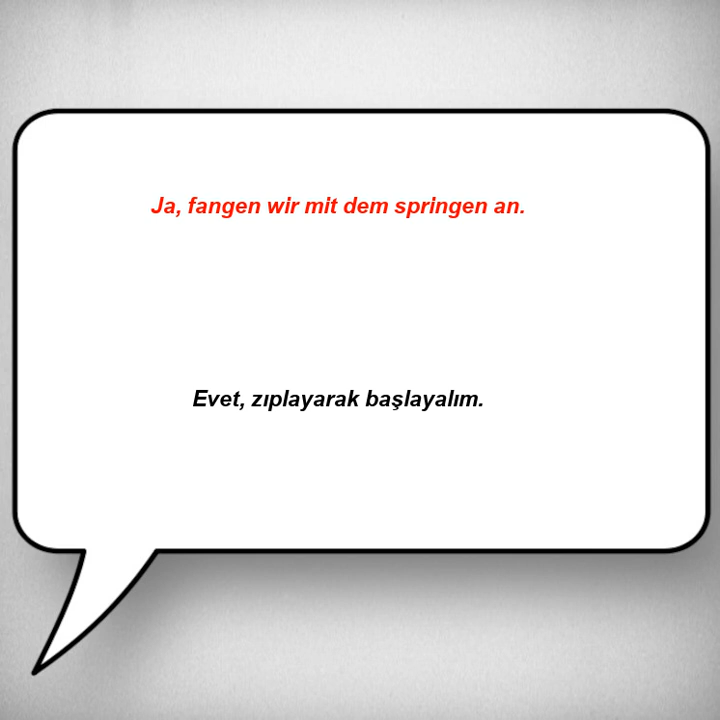 Ja, fangen wir mit dem springen an.
Evet, zıplayarak başlayalım.